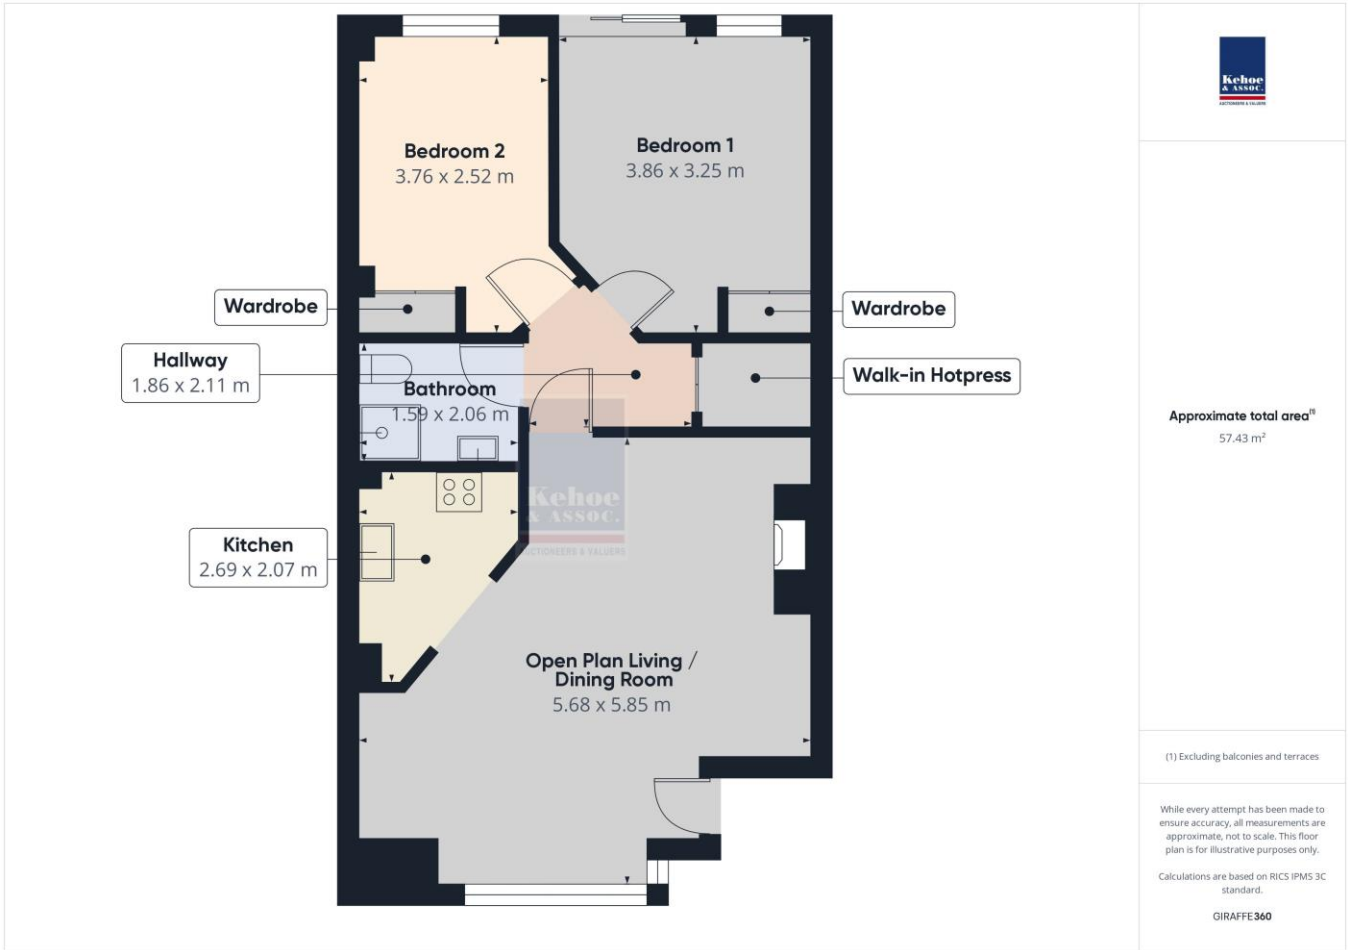 Bedroom 2
3.76 x 2.52 m
Bedroom 1
3.86 x 3.25 m
Wardrobe
Wardrobe
Hallway
1.86 x 2.11 m
Bathroom
1.59 x 2.06 m
Walk-in Hotpress
Kehoe
& ASSOC.
AUCTIONEERS & VALUERS
Kitchen
2.69 x 2.07 m
Open Plan Living /
Dining Room
5.68 x 5.85 m
Kehoe
& ASSOC.
AUCTIONEERS & VALUERS
Approximate total area⁽¹⁾
57.43 m²
(1) Excluding balconies and terraces
While every attempt has been made to
ensure accuracy, all measurements are
approximate, not to scale. This floor
plan is for illustrative purposes only.
Calculations are based on RICS IPMS 3C
standard.
GIRAFFE360